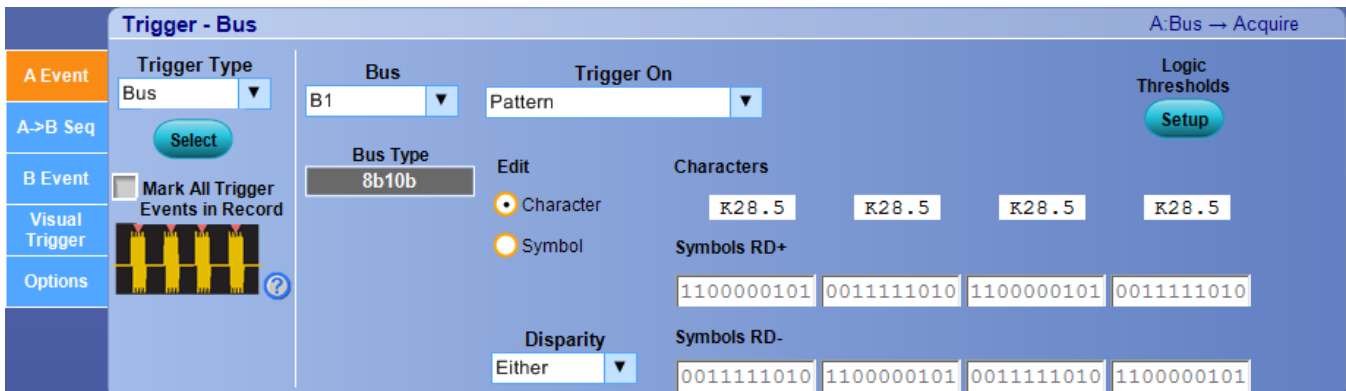 Trigger - Bus
A:Bus → Acquire
A Event
A->B Seq
B Event
Visual
Trigger
Options
Trigger Type
Bus
Select
Mark All Trigger
Events in Record
?
Bus
B1
Bus Type
8b10b
Trigger On
Pattern
Logic
Thresholds
Setup
Edit
Character
Symbol
Disparity
Either
Characters
K28.5 K28.5 K28.5 K28.5
Symbols RD+
1100000101 0011111010 1100000101 0011111010
Symbols RD-
0011111010 1100000101 0011111010 1100000101